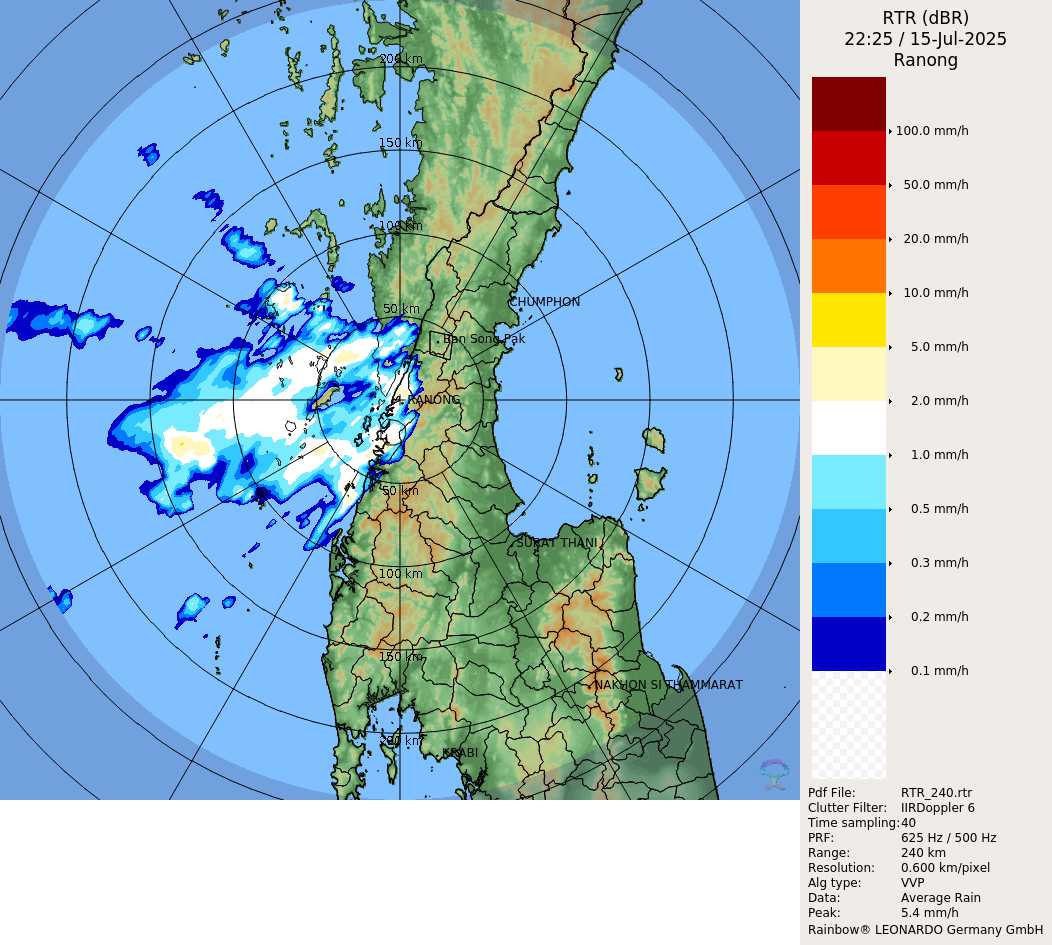 RTR (dBR)
22:25 / 15-Jul-2025
Ranong
200 km
150 km
100 km
50 km
CHUMPHON
Ban Song Pak
RANONG
50 km
SURAT THANI
100 km
150 km
NAKHON SI THAMMARAT
200 km
KRABI
100.0 mm/h
50.0 mm/h
20.0 mm/h
10.0 mm/h
5.0 mm/h
2.0 mm/h
1.0 mm/h
0.5 mm/h
0.3 mm/h
0.2 mm/h
0.1 mm/h
Pdf File: RTR_240.rtr
Clutter Filter: IIRDoppler 6
Time sampling:40
PRF: 625 Hz / 500 Hz
Range: 240 km
Resolution: 0.600 km/pixel
Alg type: VVP
Data: Average Rain
Peak: 5.4 mm/h
Rainbow® LEONARDO Germany GmbH